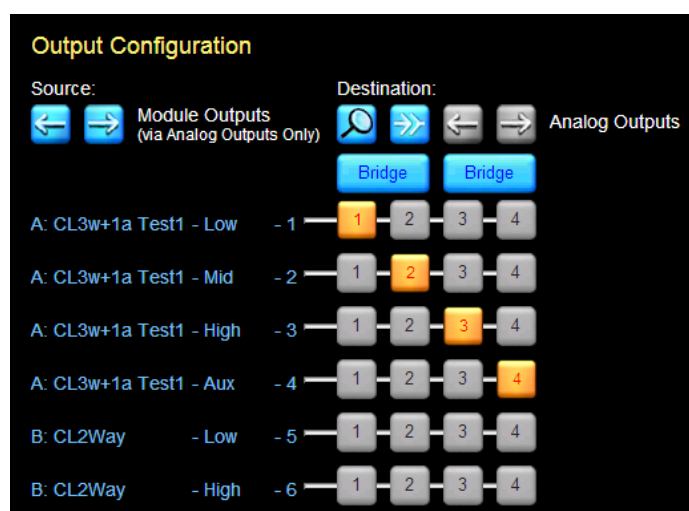 Output Configuration
Source: Destination:
Module Outputs
(via Analog Outputs Only)
Analog Outputs
Bridge Bridge
A: CL3w+1a Test1 - Low - 1 1 2 3 4
A: CL3w+1a Test1 - Mid - 2 1 2 3 4
A: CL3w+1a Test1 - High - 3 1 2 3 4
A: CL3w+1a Test1 - Aux - 4 1 2 3 4
B: CL2Way - Low - 5 1 2 3 4
B: CL2Way - High - 6 1 2 3 4